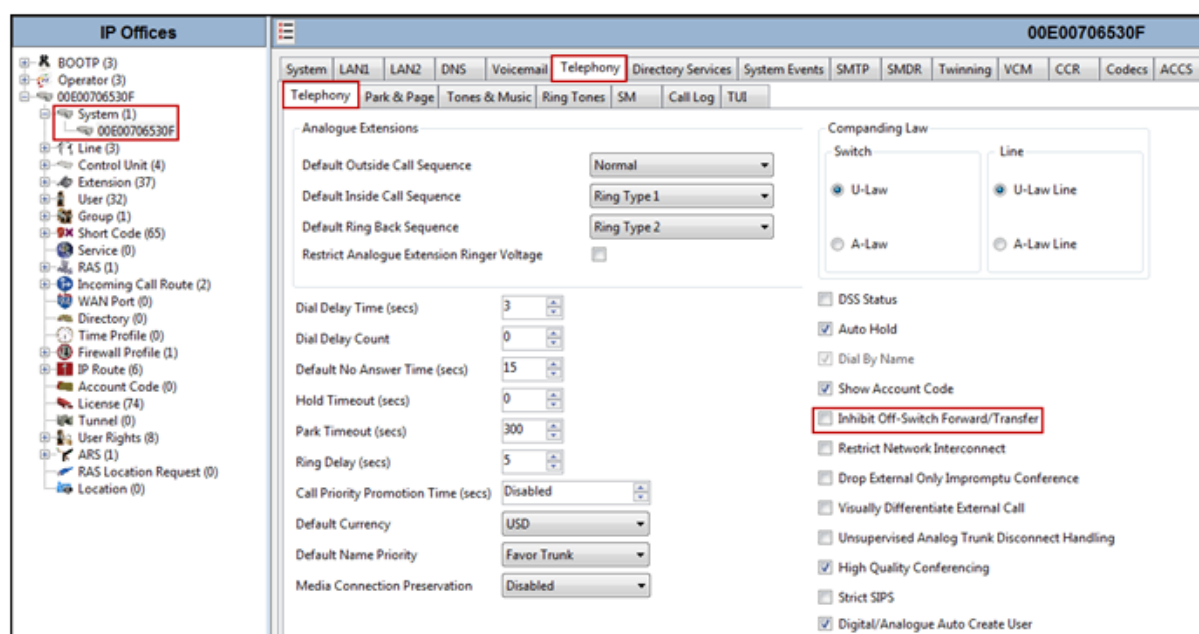 IP Offices
BOOTP (3)
Operator (3)
00E00706530F
System (1)
00E00706530F
Line (3)
Control Unit (4)
Extension (37)
User (32)
Group (1)
Short Code (65)
Service (0)
RAS (1)
Incoming Call Route (2)
WAN Port (0)
Directory (0)
Time Profile (0)
Firewall Profile (1)
IP Route (6)
Account Code (0)
License (74)
Tunnel (0)
User Rights (8)
ARS (1)
RAS Location Request (0)
Location (0)
00E00706530F
System LAN1 LAN2 DNS Voicemail Telephony Directory Services System Events SMTP SMDR Twinning VCM CCR Codecs ACCS
Telephony Park & Page Tones & Music Ring Tones SM Call Log TUI
Analogue Extensions
Default Outside Call Sequence Normal
Default Inside Call Sequence Ring Type 1
Default Ring Back Sequence Ring Type 2
Restrict Analogue Extension Ringer Voltage
Dial Delay Time (secs) 3
Dial Delay Count 0
Default No Answer Time (secs) 15
Hold Timeout (secs) 0
Park Timeout (secs) 300
Ring Delay (secs) 5
Call Priority Promotion Time (secs) Disabled
Default Currency USD
Default Name Priority Favor Trunk
Media Connection Preservation Disabled
Companding Law
Switch Line
U-Law U-Law Line
A-Law A-Law Line
DSS Status
Auto Hold
Dial By Name
Show Account Code
Inhibit Off-Switch Forward/Transfer
Restrict Network Interconnect
Drop External Only Impromptu Conference
Visually Differentiate External Call
Unsupervised Analog Trunk Disconnect Handling
High Quality Conferencing
Strict SIPS
Digital/Analogue Auto Create User